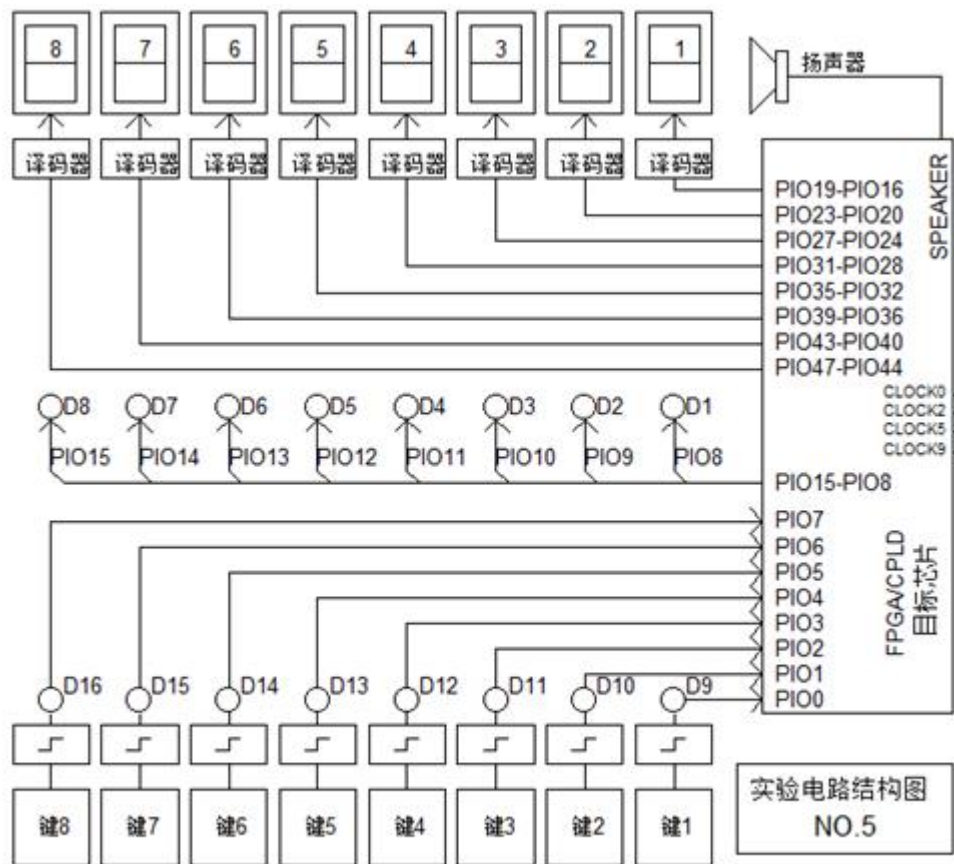 8 7 6 5 4 3 2 1
扬声器
译码器 译码器 译码器 译码器 译码器 译码器 译码器 译码器
SPEAKER
PIO19-PIO16
PIO23-PIO20
PIO27-PIO24
PIO31-PIO28
PIO35-PIO32
PIO39-PIO36
PIO43-PIO40
PIO47-PIO44
CLOCK0
CLOCK2
CLOCK5
CLOCK9
D8 D7 D6 D5 D4 D3 D2 D1
PIO15 PIO14 PIO13 PIO12 PIO11 PIO10 PIO9 PIO8
PIO15-PIO8
PIO7
PIO6
PIO5
PIO4
PIO3
PIO2
PIO1
PIO0
FPGA/CPLD
目标芯片
D16 D15 D14 D13 D12 D11 D10 D9
键8 键7 键6 键5 键4 键3 键2 键1
实验电路结构图
NO.5